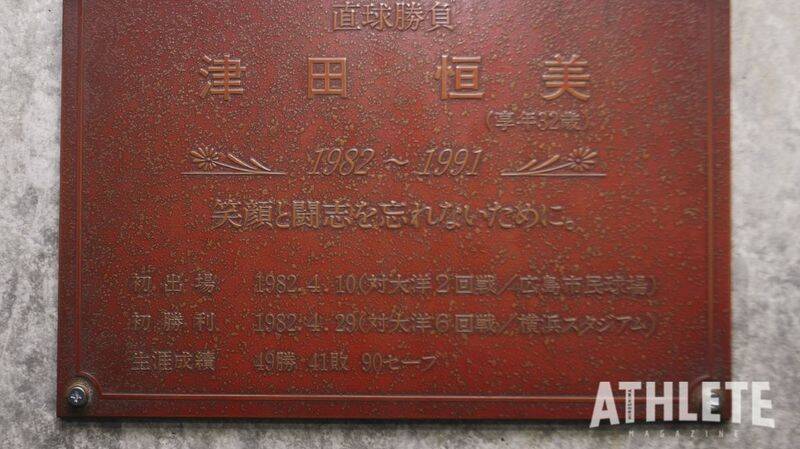 直球勝負
津田恒美
(享年32歳)
1982～1991
笑顔と闘志を忘れないために。
初出場 1982.4.10(対大洋2回戦／広島市民球場)
初勝利 1982.4.29(対大洋6回戦／横浜スタジアム)
生涯成績 49勝 41敗 90セーブ
ATHLETE
MAGAZINE